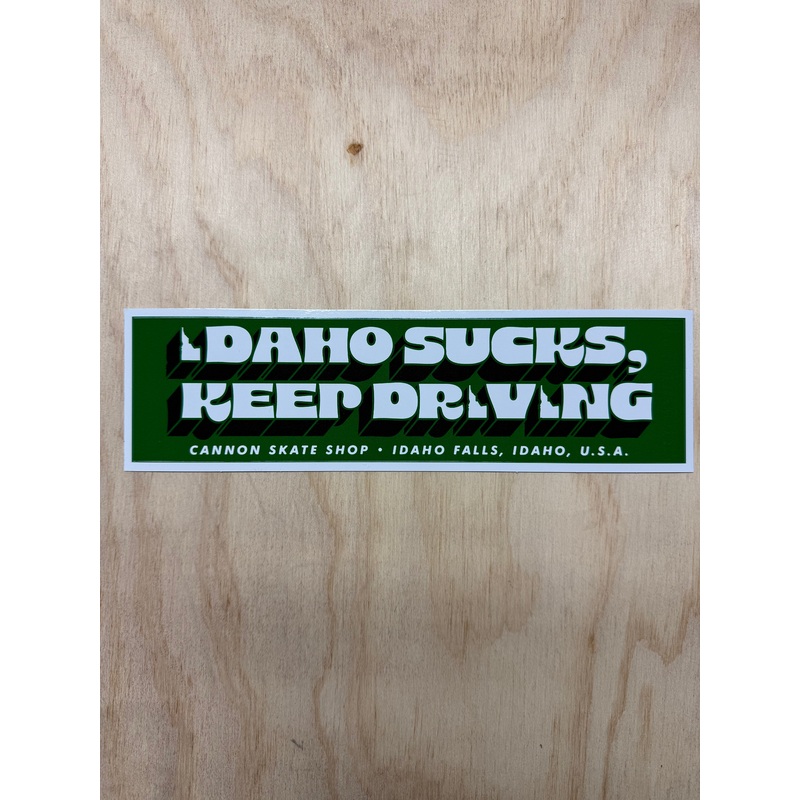 IDAHO SUCKS,
KEEP DRIVING
CANNON SKATE SHOP • IDAHO FALLS, IDAHO, U.S.A.